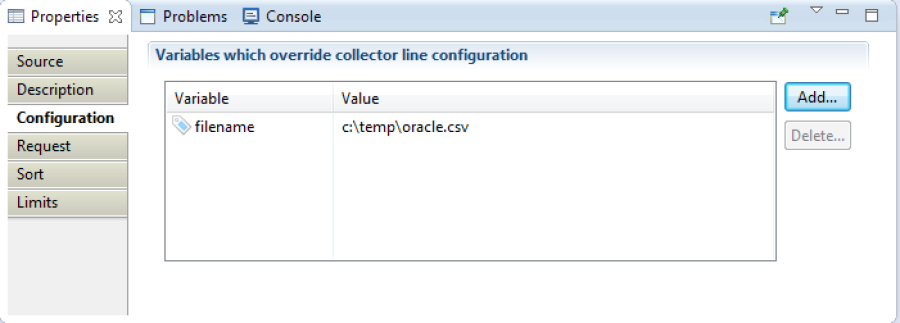 Properties Problems Console
Source
Description
Configuration
Request
Sort
Limits
Variables which override collector line configuration
Variable Value
filename c:\temp\oracle.csv
Add...
Delete...